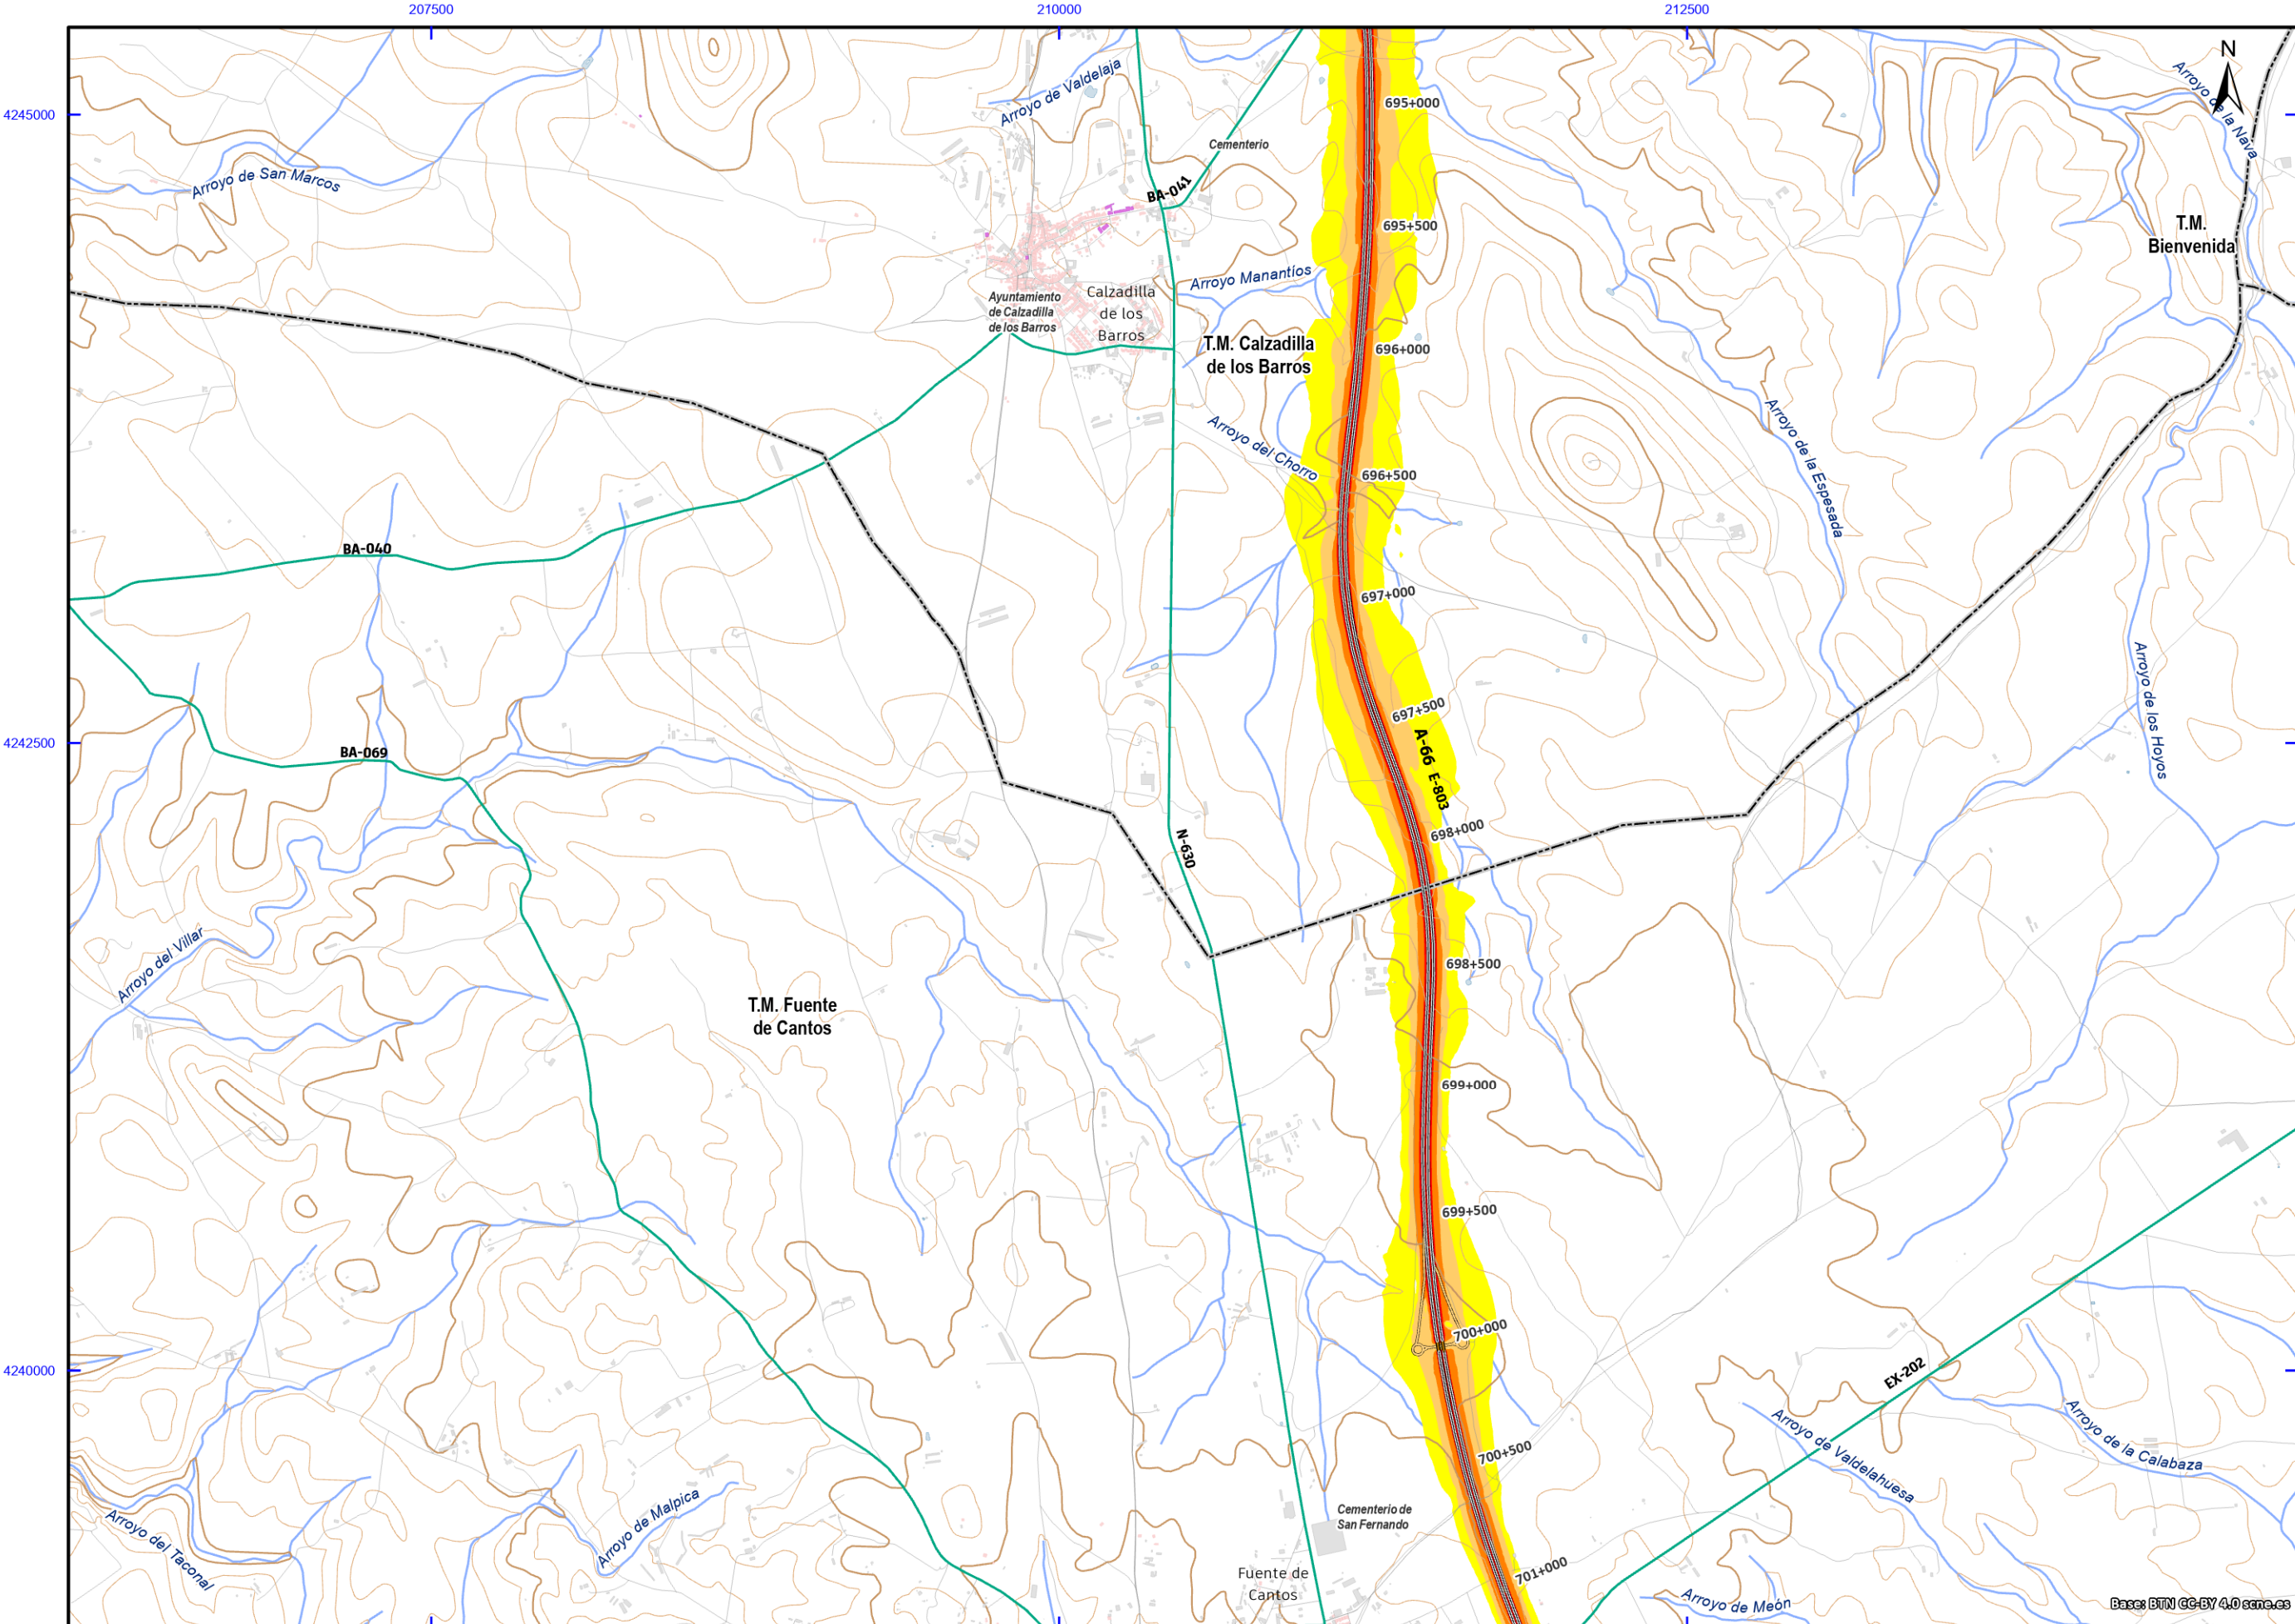 207500
210000
212500
4245000
4242500
4240000
N
Arroyo de la Nava
Arroyo de Valdelaja
695+000
Cementerio
Arroyo de San Marcos
BA-041
695+500
T.M.
Bienvenida
Arroyo Manantíos
Ayuntamiento
de Calzadilla
de los Barros
Calzadilla
de los
Barros
T.M. Calzadilla
de los Barros
696+000
Arroyo del Chorro
696+500
Arroyo de la Espesada
BA-040
697+000
Arroyo de los Hoyos
697+500
BA-069
A-66 E-803
698+000
N-630
Arroyo del Villar
698+500
T.M. Fuente
de Cantos
699+000
699+500
700+000
EX-202
Arroyo de Valdelahuesa
Arroyo de la Calabaza
700+500
Arroyo del Taconal
Arroyo de Malpica
Cementerio de
San Fernando
Fuente de
Cantos
701+000
Arroyo de Meón
Base: BTN CC-BY 4.0 scne.es